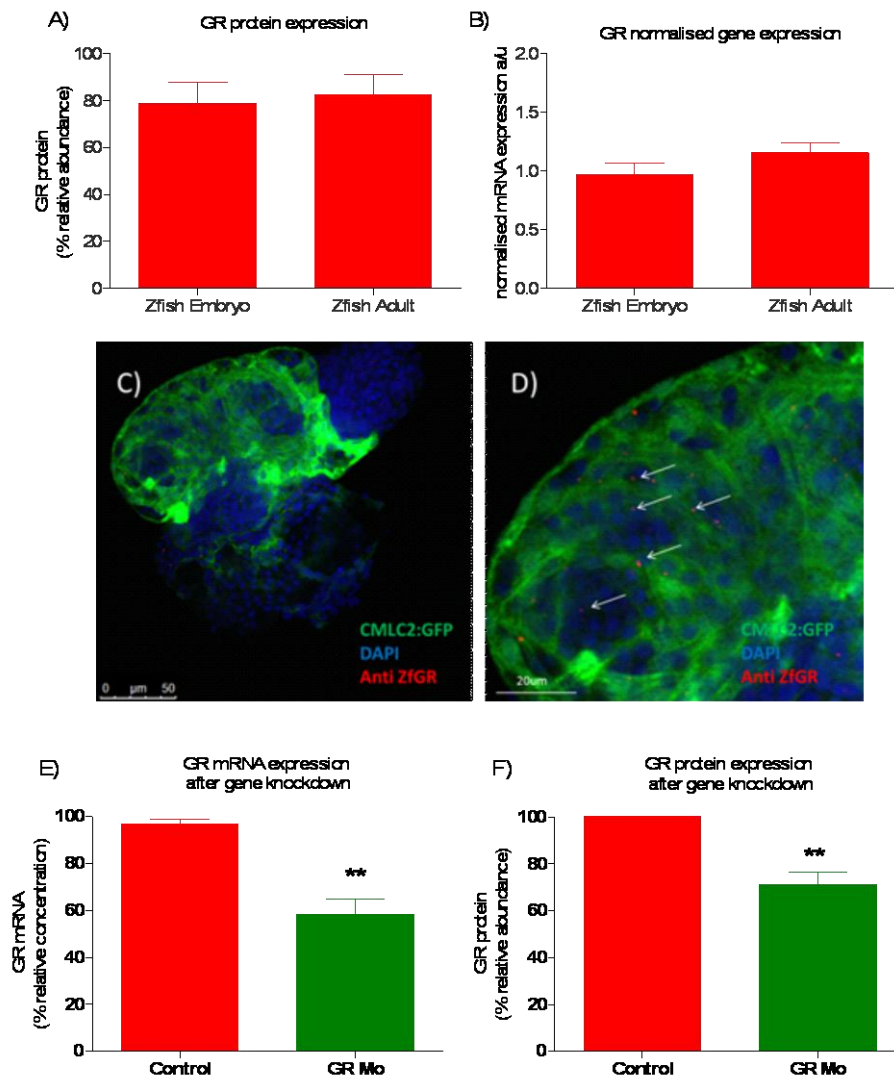 A)
GR protein expression
GR protein
(% relative abundance)
100
80
60
40
20
0
Zfish Embryo
Zfish Adult
B)
GR normalised gene expression
normalised mRNA expression a/u
2.0
1.5
1.0
0.5
0.0
Zfish Embryo
Zfish Adult
C)
CMLC2:GFP
DAPI
Anti ZfGR
0 µm 50
D)
CMLC2:GFP
DAPI
Anti ZfGR
20um
E)
GR mRNA expression
after gene knockdown
GR mRNA
(% relative concentration)
100
80
60
40
20
0
**
Control
GR Mo
F)
GR protein expression
after gene knockdown
GR protein
(% relative abundance)
100
80
60
40
20
0
**
Control
GR Mo